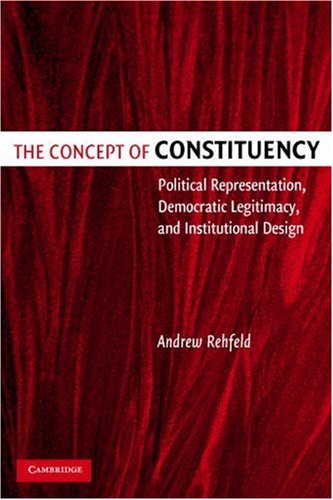 THE CONCEPT OF CONSTITUENCY
Political Representation,
Democratic Legitimacy,
and Institutional Design
Andrew Rehfeld
CAMBRIDGE